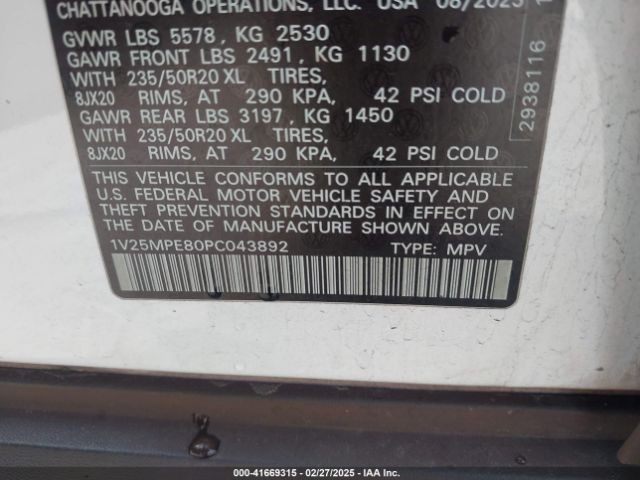 CHATTANOOGA OPERATIONS, LLC. USA 08/2023
GVWR LBS 5578, KG 2530
GAWR FRONT LBS 2491, KG 1130
WITH 235/50R20 XL TIRES,
8JX20 RIMS, AT 290 KPA, 42 PSI COLD
GAWR REAR LBS 3197, KG 1450
WITH 235/50R20 XL TIRES,
8JX20 RIMS, AT 290 KPA, 42 PSI COLD
THIS VEHICLE CONFORMS TO ALL APPLICABLE
U.S. FEDERAL MOTOR VEHICLE SAFETY AND
THEFT PREVENTION STANDARDS IN EFFECT ON
THE DATE OF MANUFACTURE SHOWN ABOVE.
1V25MPE80PC043892 TYPE: MPV
2938116
000-41669315 | 02/27/2025 | IAA Inc.